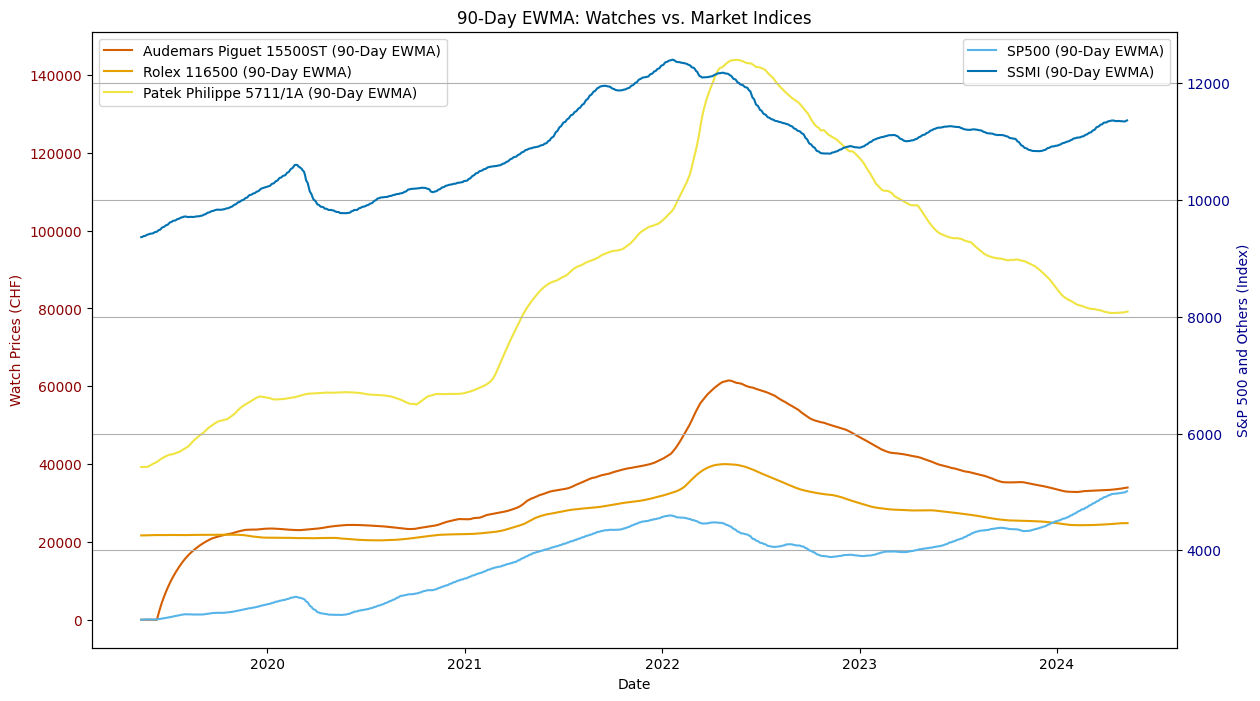 90-Day EWMA: Watches vs. Market Indices
Audemars Piguet 15500ST (90-Day EWMA)
Rolex 116500 (90-Day EWMA)
Patek Philippe 5711/1A (90-Day EWMA)
SP500 (90-Day EWMA)
SSMI (90-Day EWMA)
Watch Prices (CHF)
140000
120000
100000
80000
60000
40000
20000
0
12000
10000
8000
6000
4000
S&P 500 and Others (Index)
2020
2021
2022
2023
2024
Date